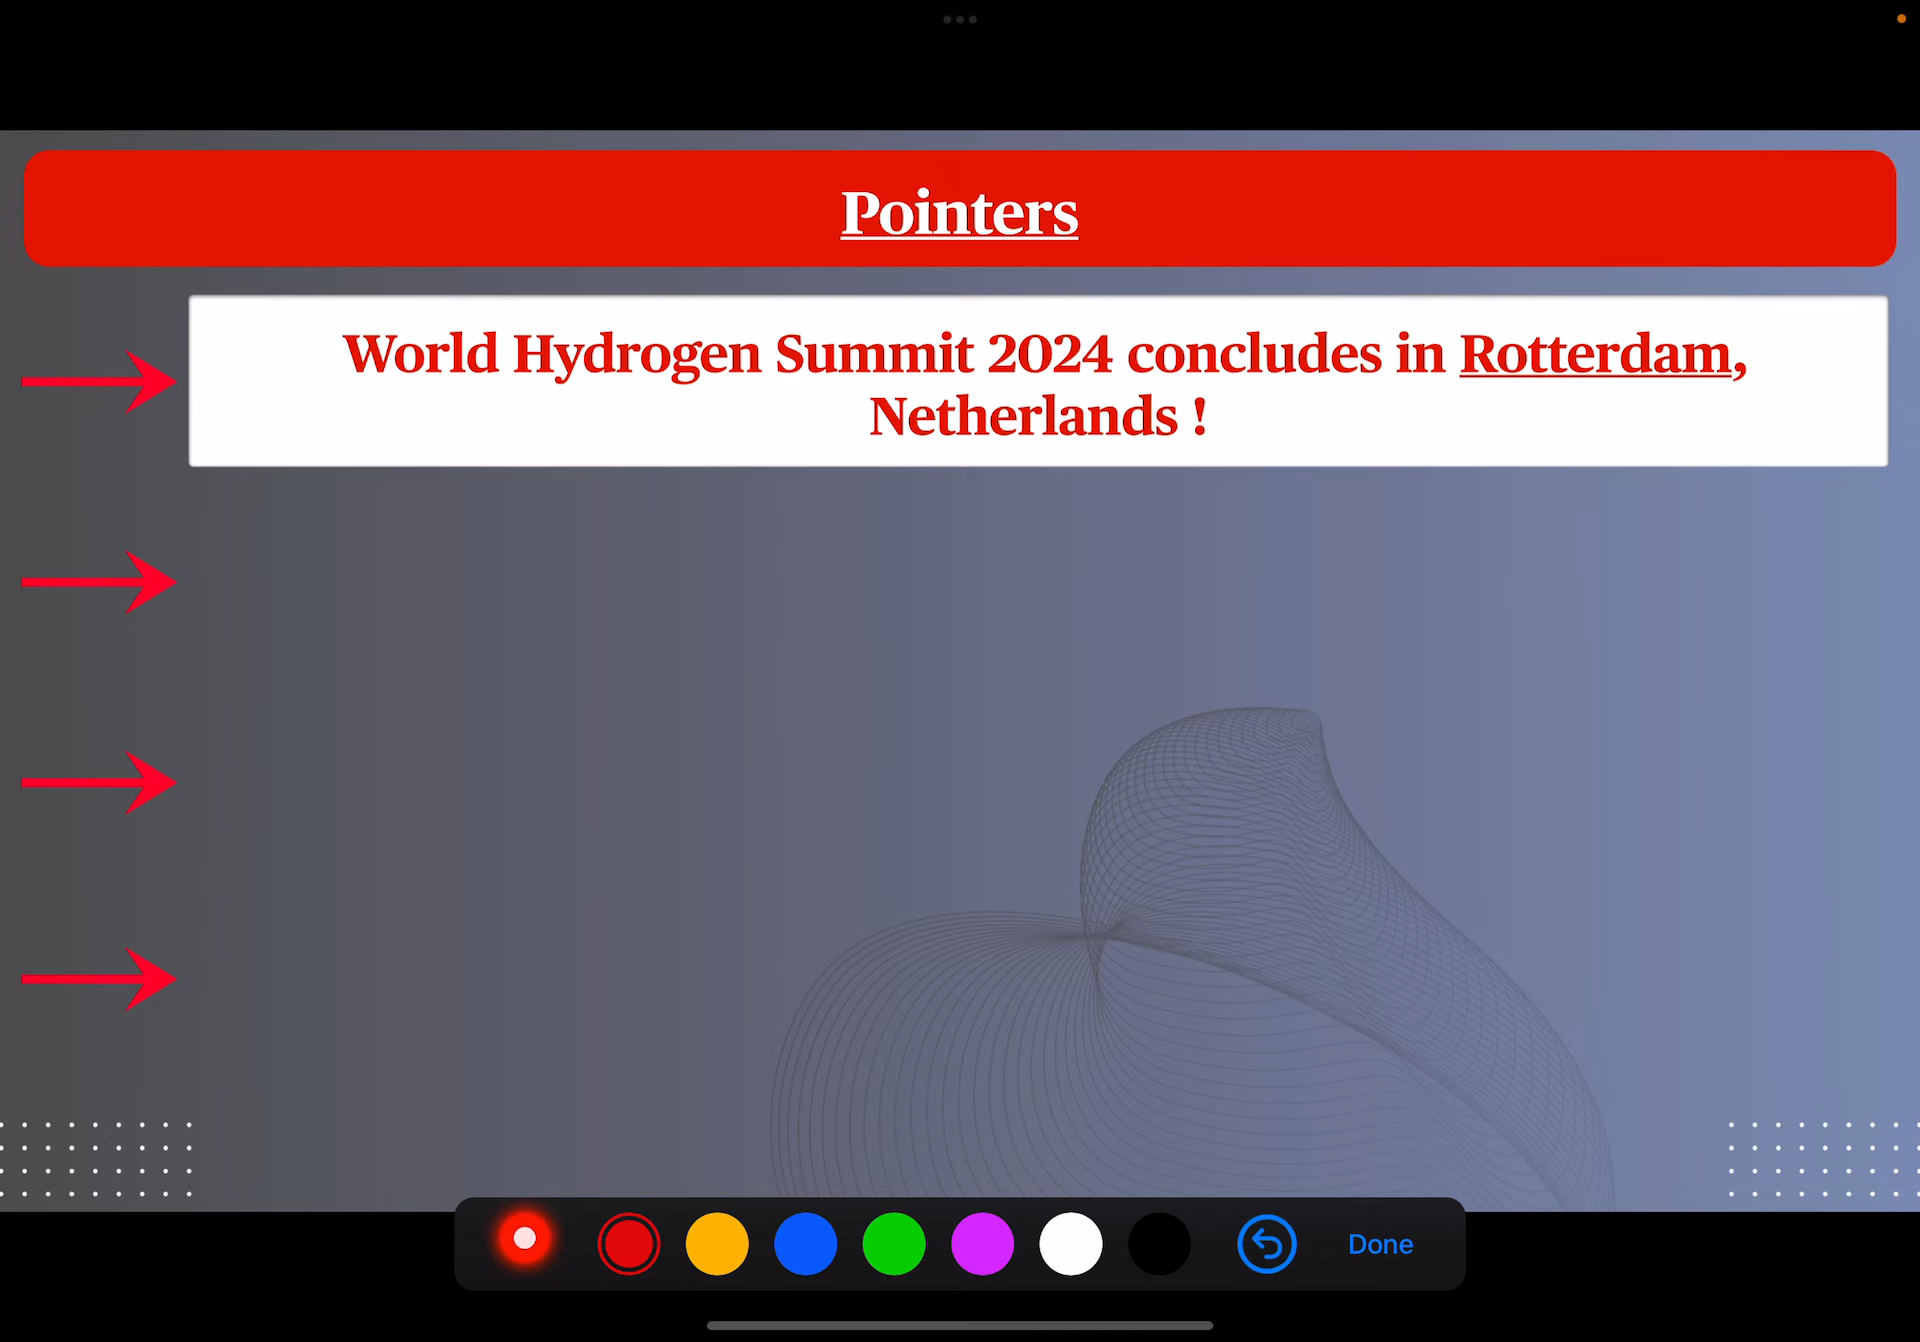 Pointers
World Hydrogen Summit 2024 concludes in Rotterdam,
Netherlands !
Done